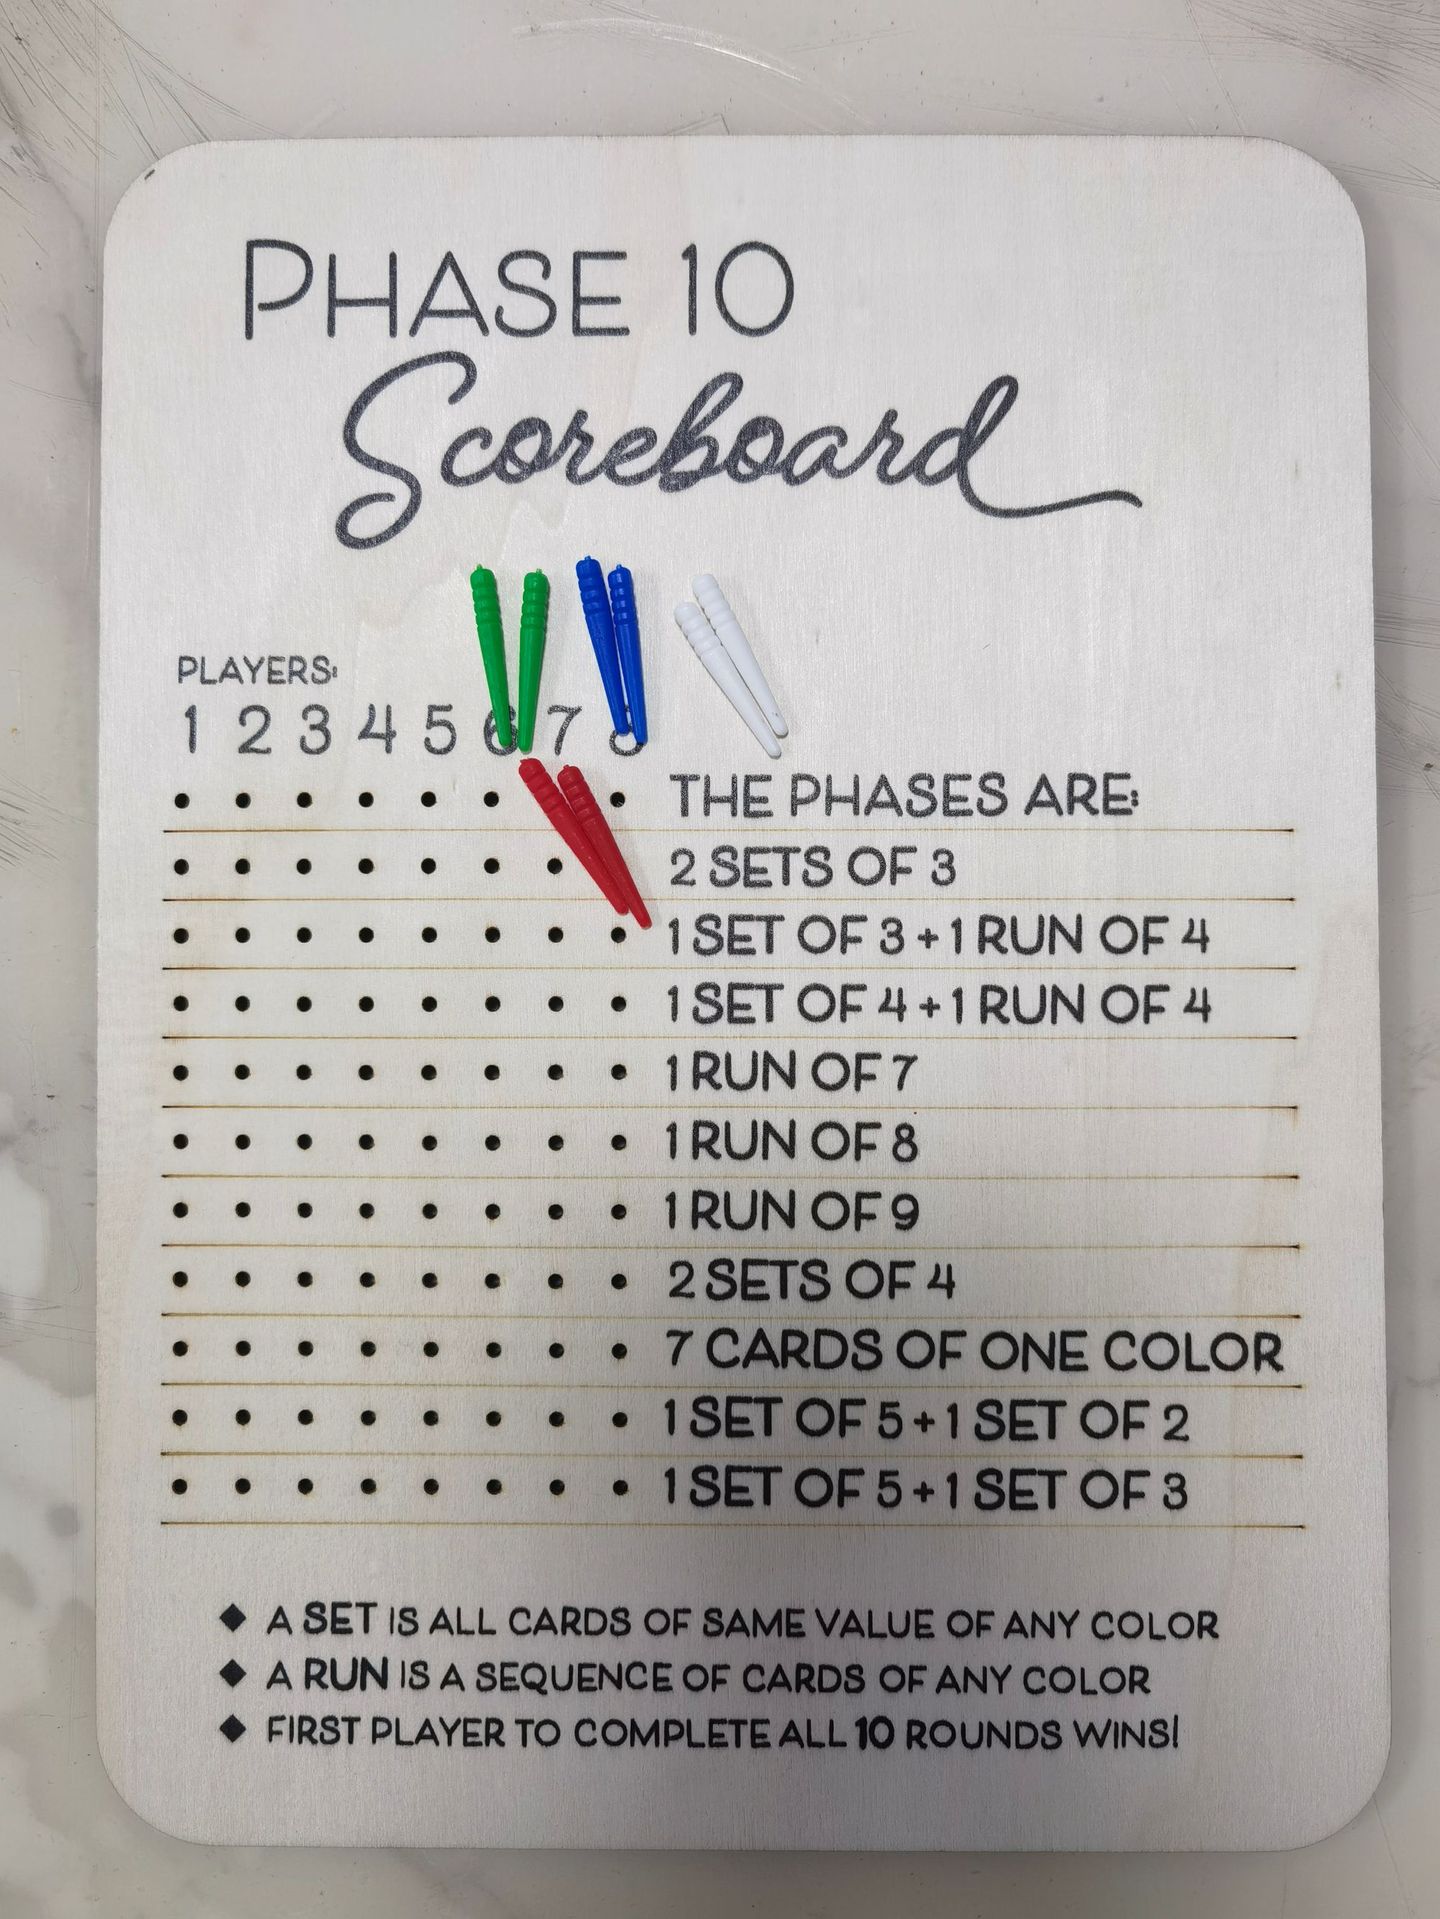 PHASE 10
Scoreboard
PLAYERS:
1 2 3 4 5 6 7 8
THE PHASES ARE:
2 SETS OF 3
1 SET OF 3 + 1 RUN OF 4
1 SET OF 4 + 1 RUN OF 4
1 RUN OF 7
1 RUN OF 8
1 RUN OF 9
2 SETS OF 4
7 CARDS OF ONE COLOR
1 SET OF 5 + 1 SET OF 2
1 SET OF 5 + 1 SET OF 3
◆ A SET IS ALL CARDS OF SAME VALUE OF ANY COLOR
◆ A RUN IS A SEQUENCE OF CARDS OF ANY COLOR
◆ FIRST PLAYER TO COMPLETE ALL 10 ROUNDS WINS!